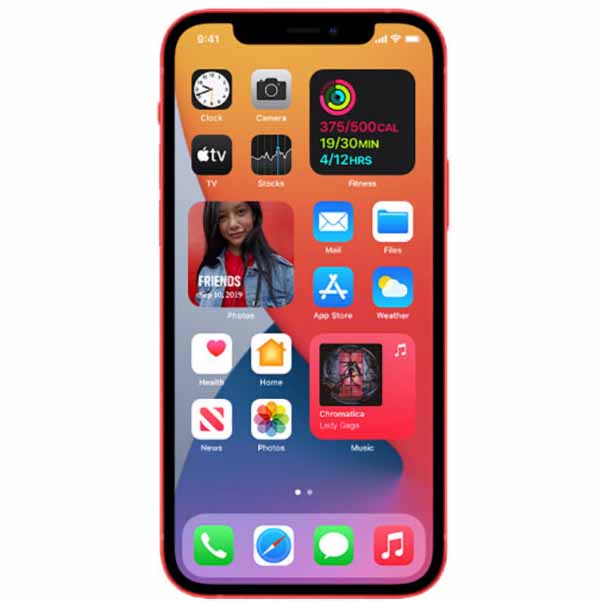 9:41
Clock
Camera
375/500CAL
19/30MIN
4/12HRS
tv
TV
Stocks
Fitness
FRIENDS
Sep 10, 2019
Photos
Mail
Files
App Store
Weather
Health
Home
Chromatica
Lady Gaga
News
Photos
Music